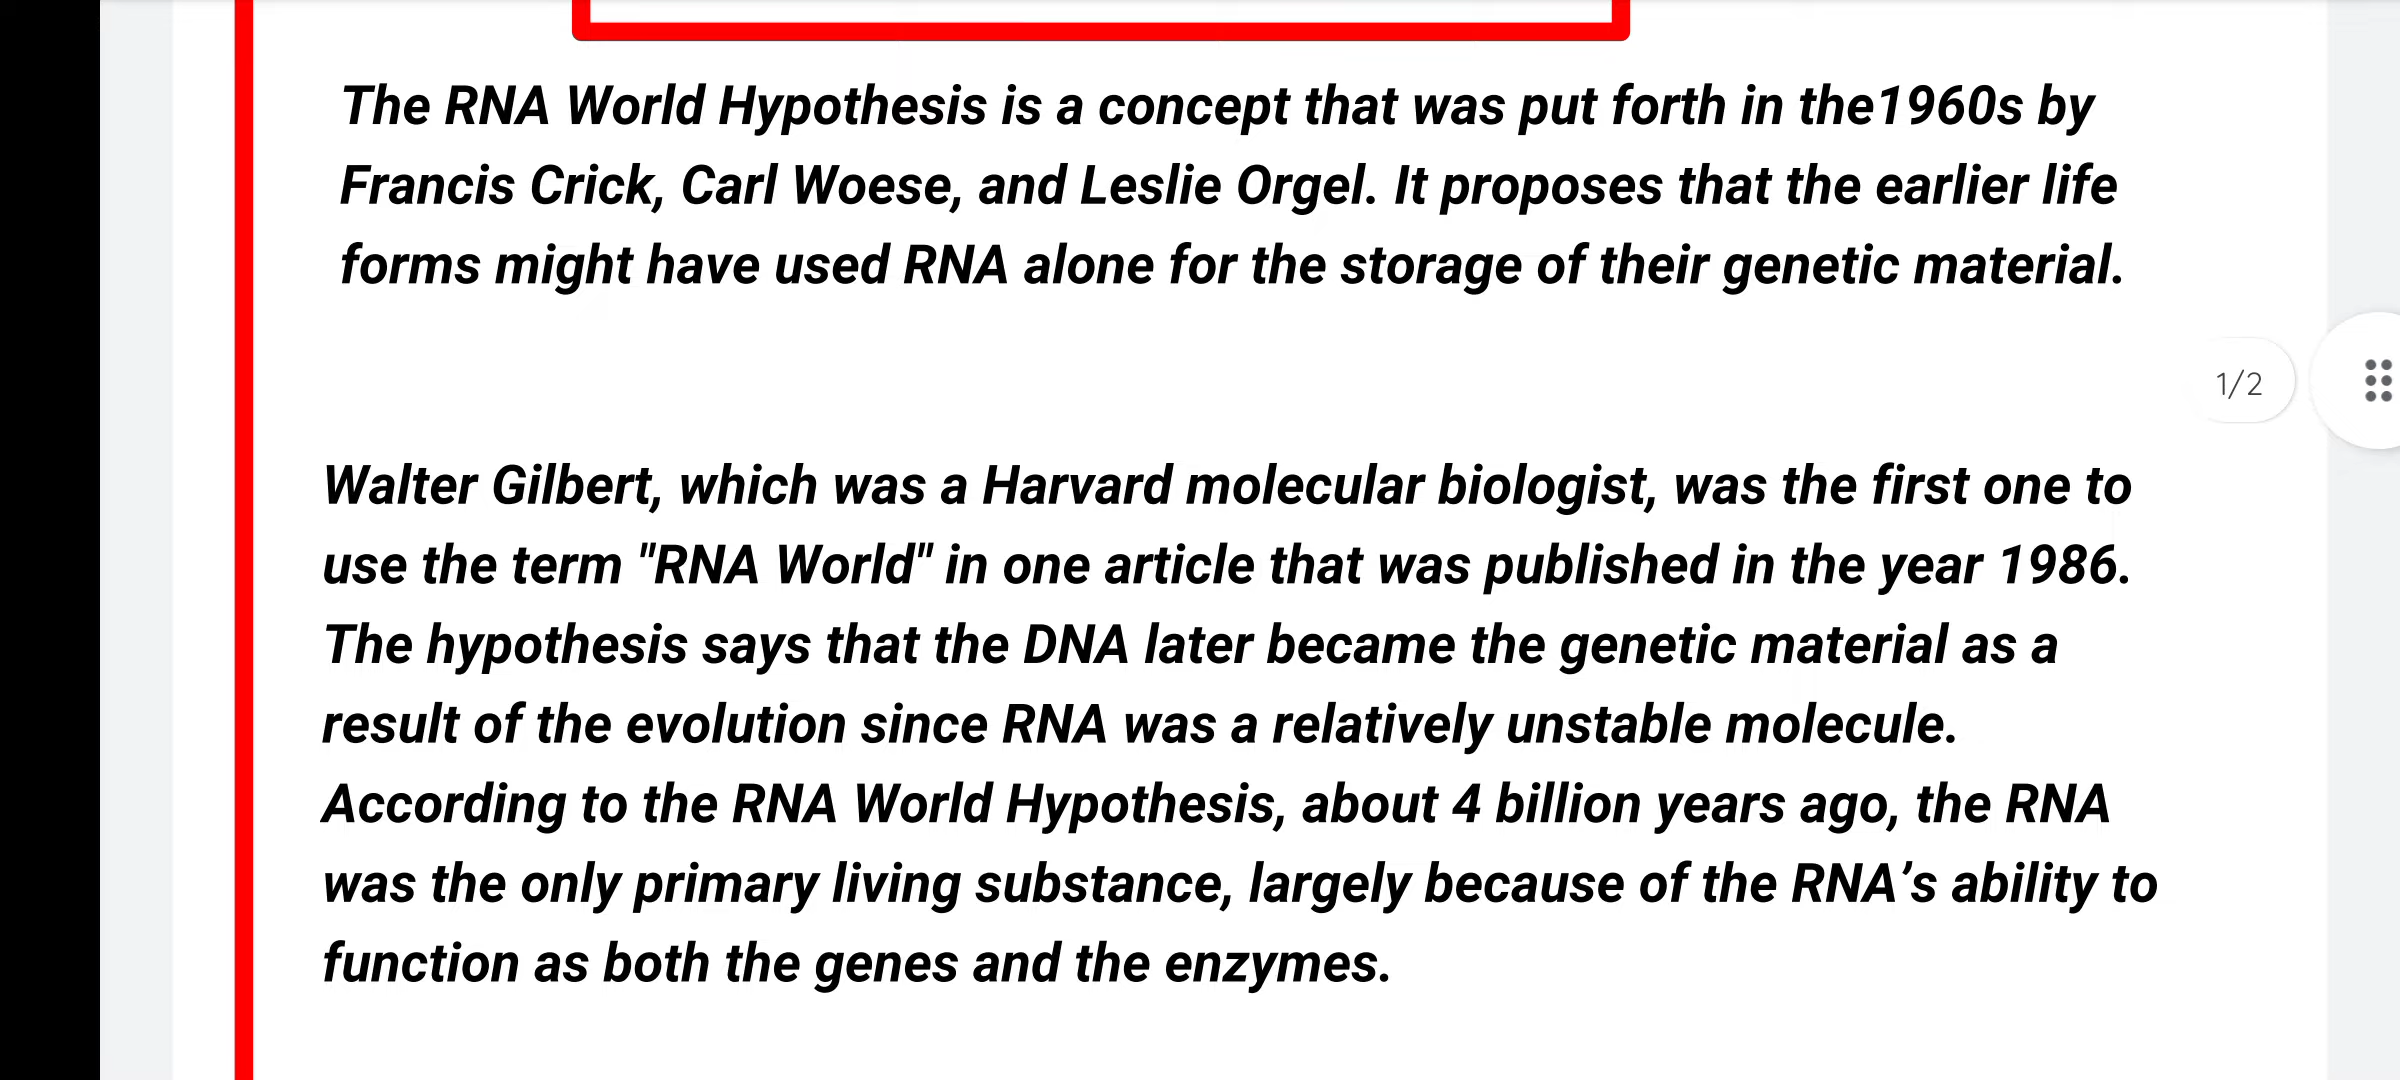 The RNA World Hypothesis is a concept that was put forth in the1960s by
Francis Crick, Carl Woese, and Leslie Orgel. It proposes that the earlier life
forms might have used RNA alone for the storage of their genetic material.
1/2
Walter Gilbert, which was a Harvard molecular biologist, was the first one to
use the term "RNA World" in one article that was published in the year 1986.
The hypothesis says that the DNA later became the genetic material as a
result of the evolution since RNA was a relatively unstable molecule.
According to the RNA World Hypothesis, about 4 billion years ago, the RNA
was the only primary living substance, largely because of the RNA’s ability to
function as both the genes and the enzymes.